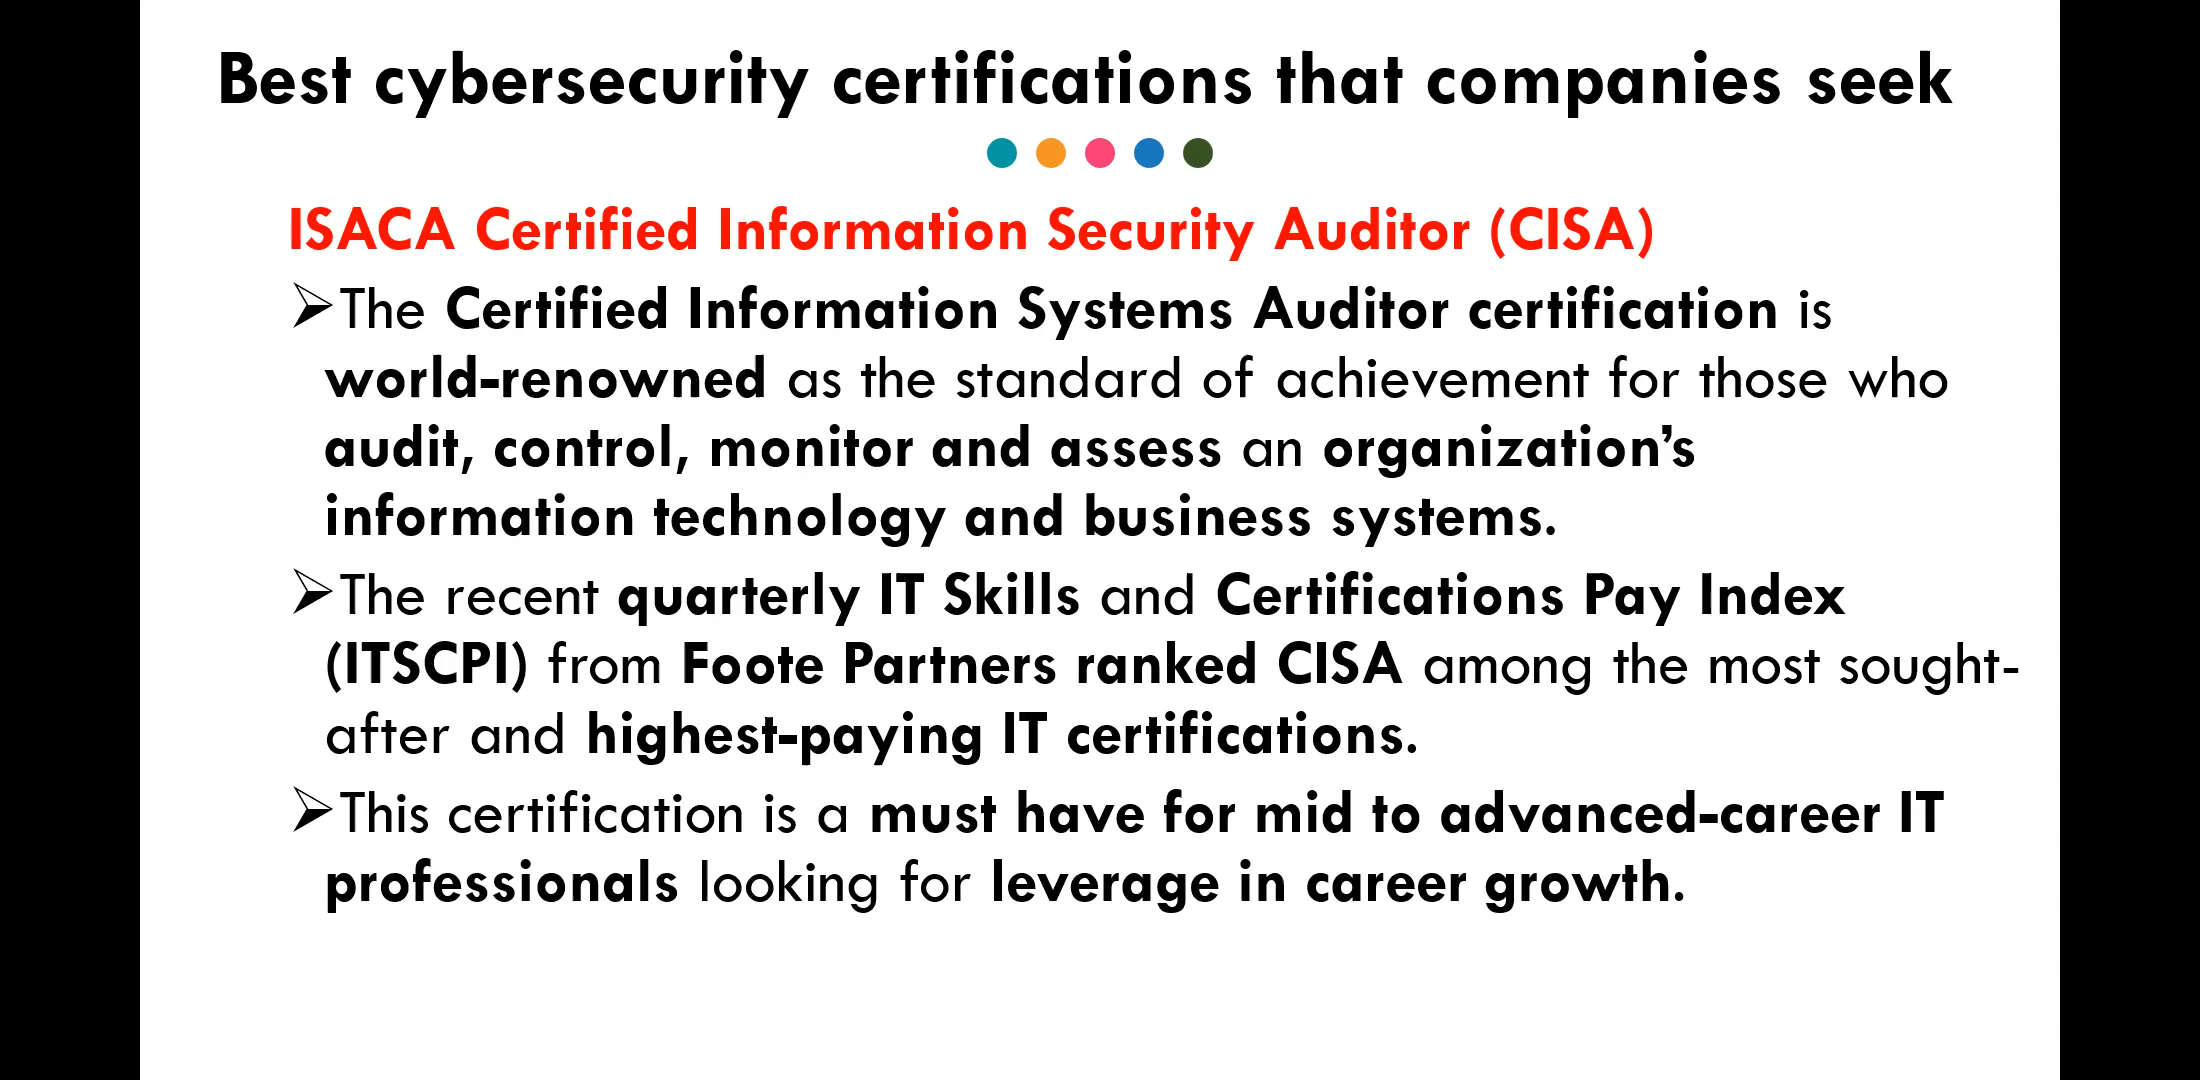 Best cybersecurity certifications that companies seek
ISACA Certified Information Security Auditor (CISA)
➢The Certified Information Systems Auditor certification is
world-renowned as the standard of achievement for those who
audit, control, monitor and assess an organization’s
information technology and business systems.
➢The recent quarterly IT Skills and Certifications Pay Index
(ITSCPI) from Foote Partners ranked CISA among the most sought-
after and highest-paying IT certifications.
➢This certification is a must have for mid to advanced-career IT
professionals looking for leverage in career growth.